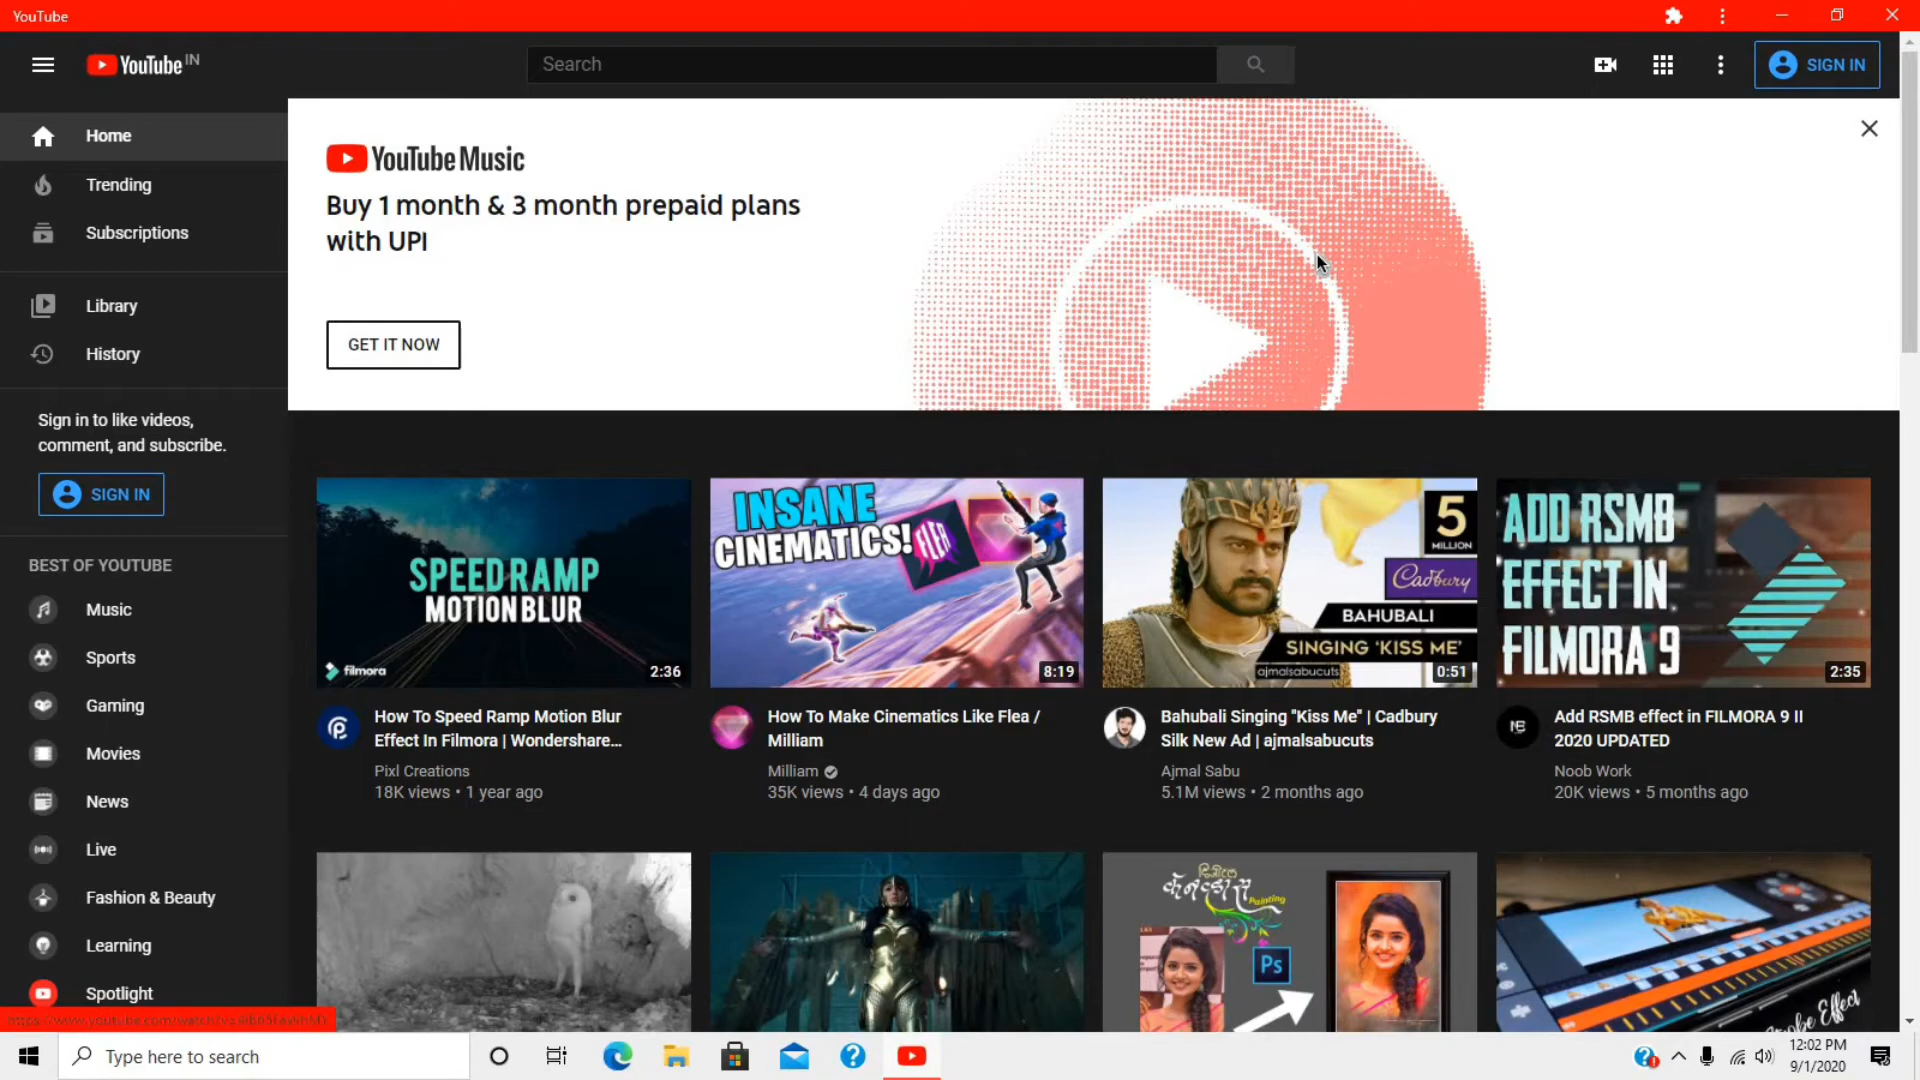 YouTube
YouTube IN
Search
SIGN IN
Home
Trending
Subscriptions
Library
History
Sign in to like videos,
comment, and subscribe.
SIGN IN
BEST OF YOUTUBE
Music
Sports
Gaming
Movies
News
Live
Fashion & Beauty
Learning
Spotlight
YouTube Music
Buy 1 month & 3 month prepaid plans
with UPI
GET IT NOW
SPEED RAMP
MOTION BLUR
filmora
2:36
How To Speed Ramp Motion Blur
Effect In Filmora | Wondershare...
Pixl Creations
18K views • 1 year ago
INSANE
CINEMATICS!
FLEA
8:19
How To Make Cinematics Like Flea /
Milliam
Milliam
35K views • 4 days ago
5
MILLION
Cadbury
BAHUBALI
SINGING 'KISS ME'
ajmalsabucuts
0:51
Bahubali Singing "Kiss Me" | Cadbury
Silk New Ad | ajmalsabucuts
Ajmal Sabu
5.1M views • 2 months ago
ADD RSMB
EFFECT IN
FILMORA 9
2:35
Add RSMB effect in FILMORA 9 II
2020 UPDATED
Noob Work
20K views • 5 months ago
Painting
Ps
Effect
Type here to search
12:02 PM
9/1/2020